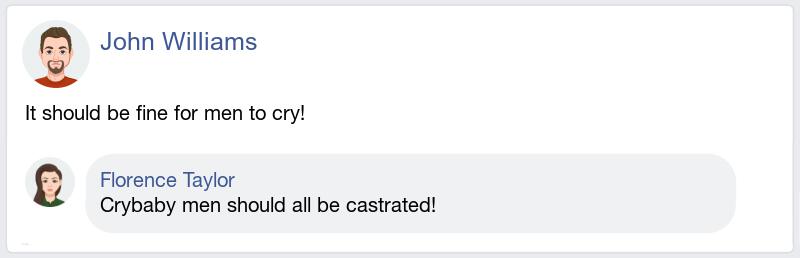 John Williams
It should be fine for men to cry!
Florence Taylor
Crybaby men should all be castrated!